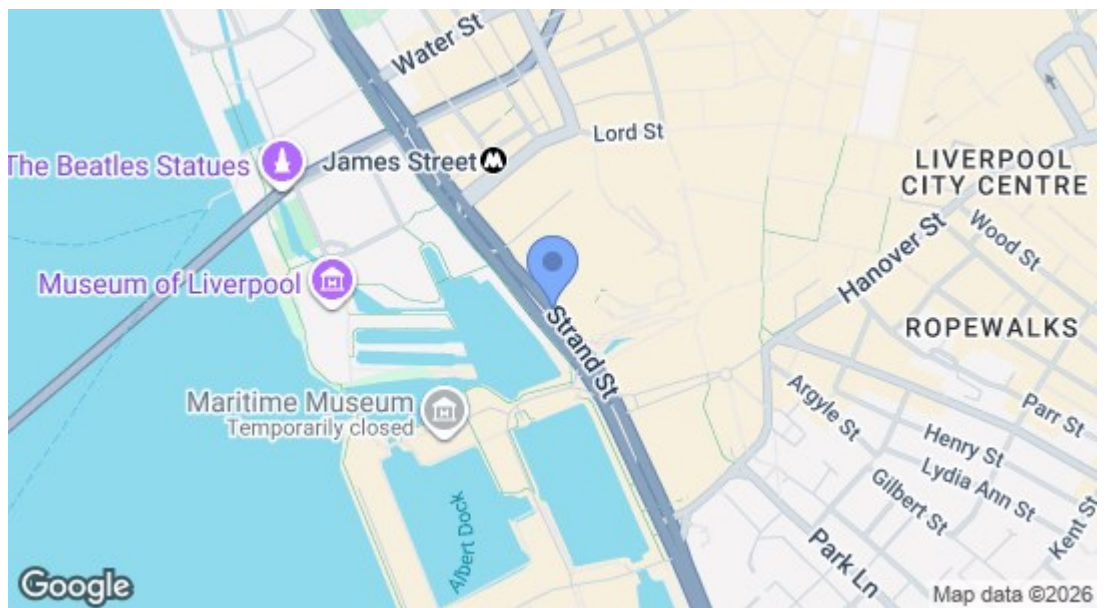 Water St
Lord St
The Beatles Statues
James Street
LIVERPOOL
CITY CENTRE
Wood St
Hanover St
Museum of Liverpool
Strand St
ROPEWALKS
Maritime Museum
Temporarily closed
Argyle St
Parr St
Henry St
Lydia Ann St
Gilbert St
Kent St
Albert Dock
Park Ln
Google
Map data ©2026